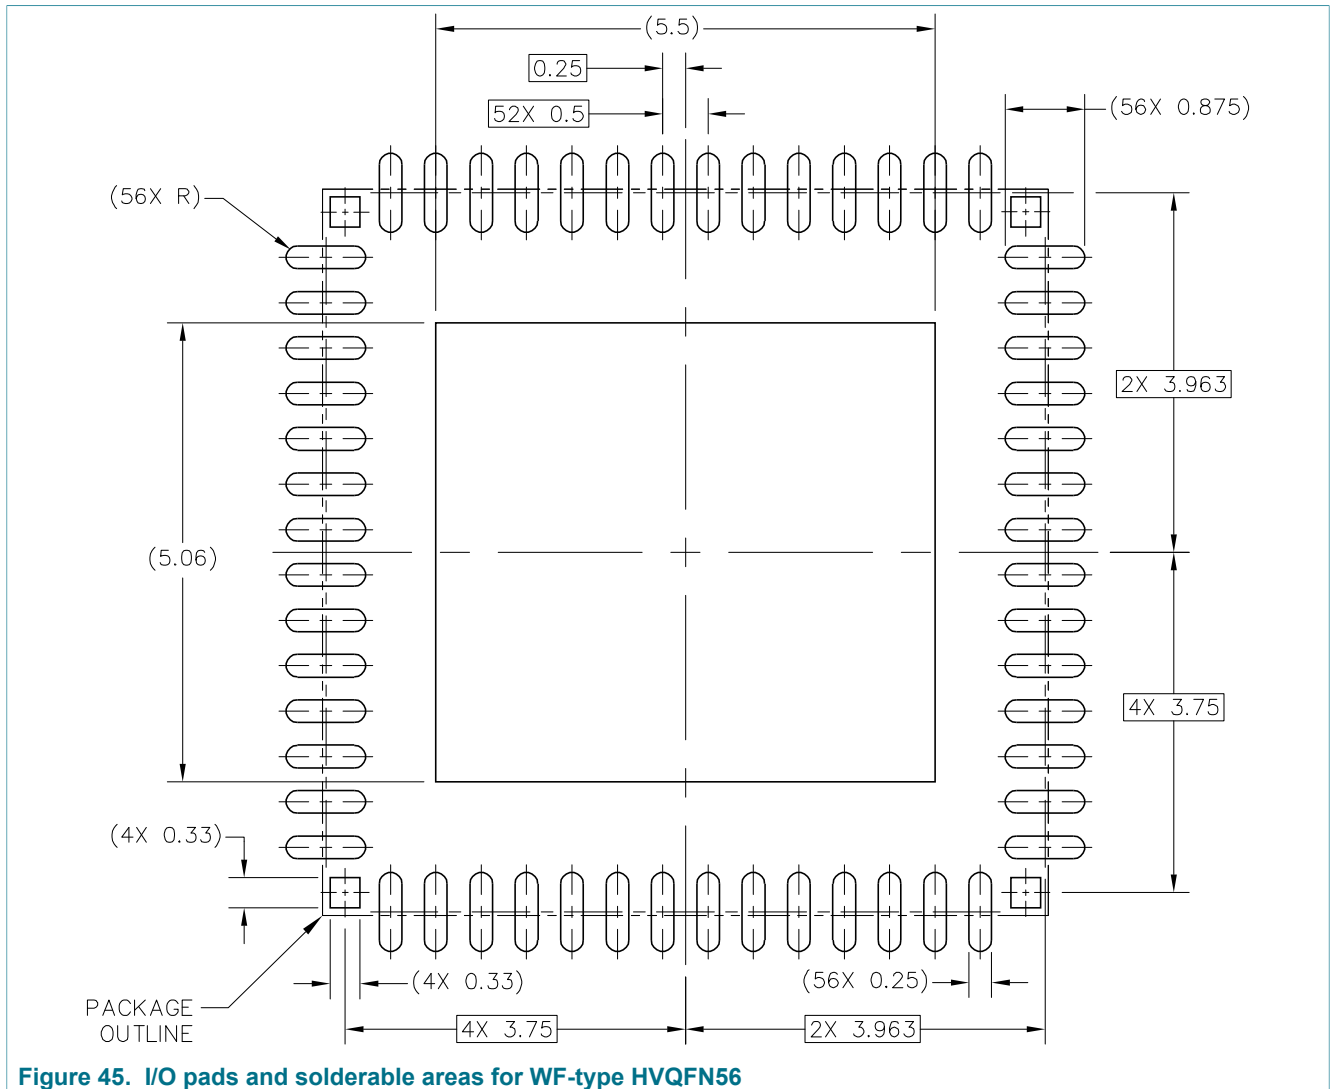 (5.5)
0.25
52X 0.5
(56X 0.875)
(56X R)
2X 3.963
(5.06)
4X 3.75
(4X 0.33)
(4X 0.33)
(56X 0.25)
PACKAGE
OUTLINE
4X 3.75
2X 3.963
Figure 45. I/O pads and solderable areas for WF-type HVQFN56